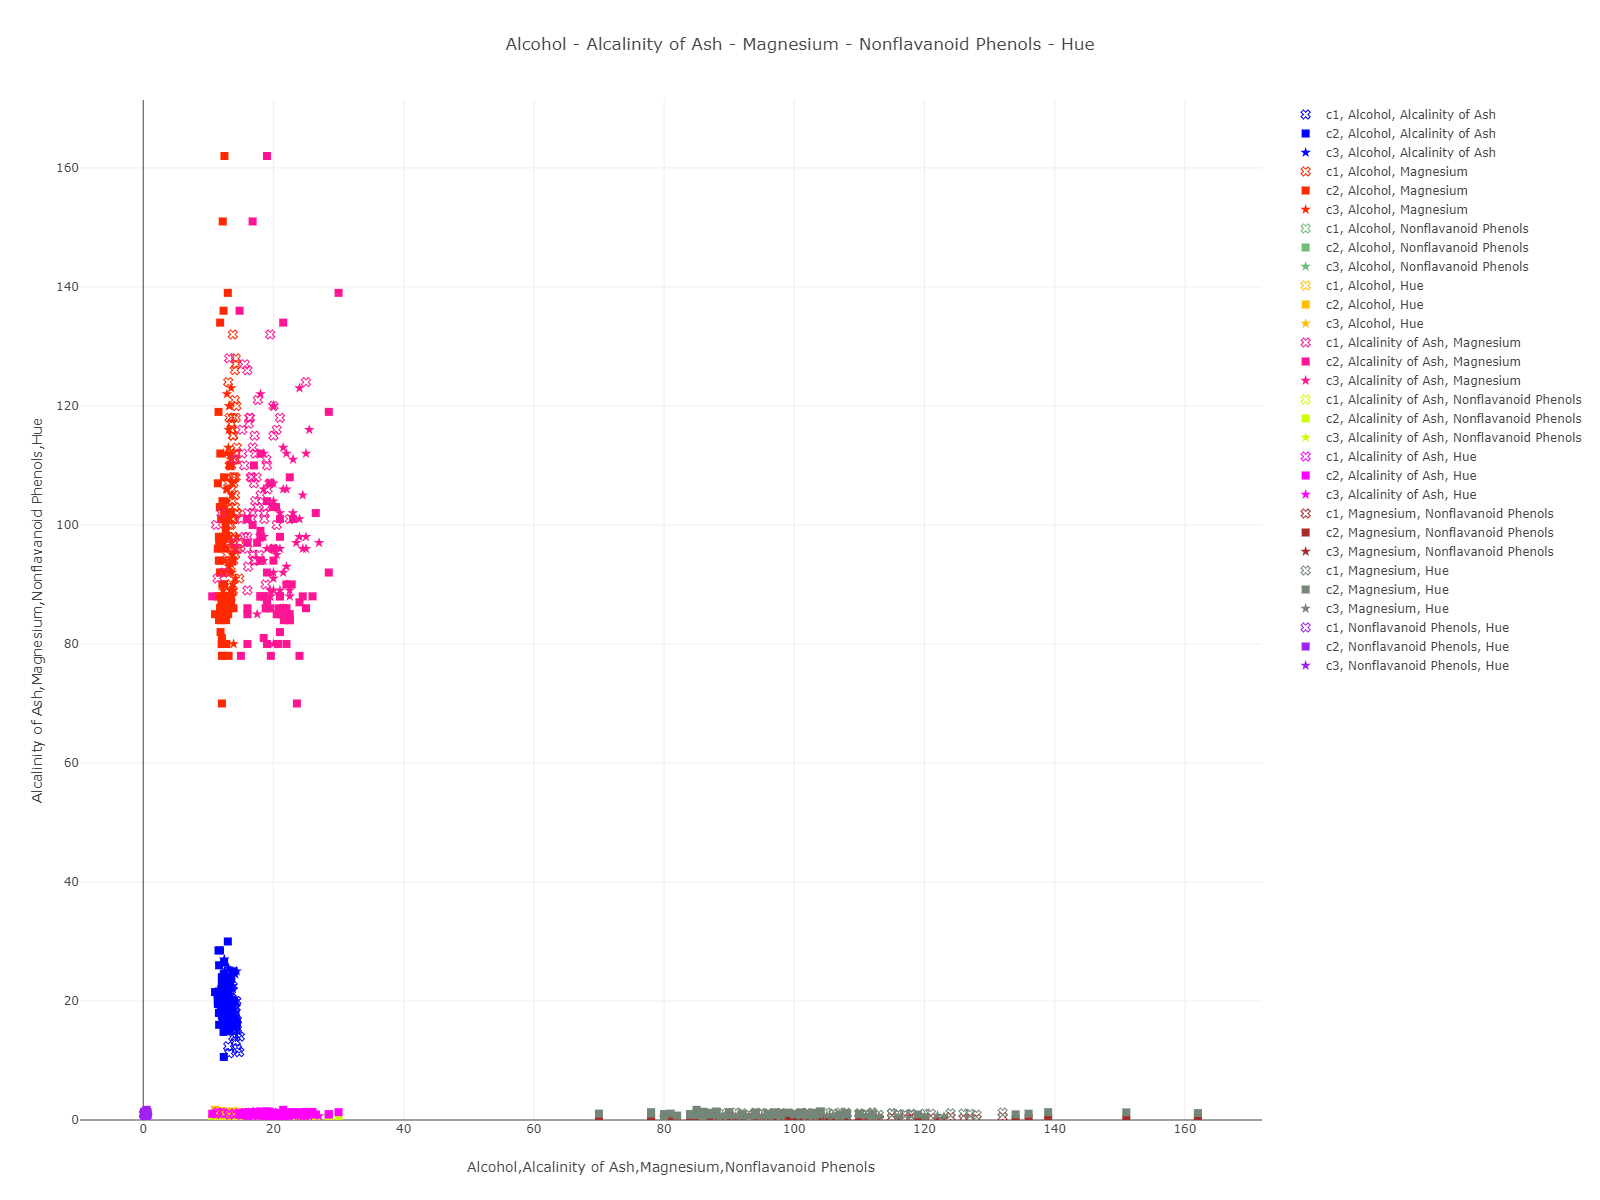 Alcohol - Alcalinity of Ash - Magnesium - Nonflavanoid Phenols - Hue
c1, Alcohol, Alcalinity of Ash
c2, Alcohol, Alcalinity of Ash
c3, Alcohol, Alcalinity of Ash
c1, Alcohol, Magnesium
c2, Alcohol, Magnesium
c3, Alcohol, Magnesium
c1, Alcohol, Nonflavanoid Phenols
c2, Alcohol, Nonflavanoid Phenols
c3, Alcohol, Nonflavanoid Phenols
c1, Alcohol, Hue
c2, Alcohol, Hue
c3, Alcohol, Hue
c1, Alcalinity of Ash, Magnesium
c2, Alcalinity of Ash, Magnesium
c3, Alcalinity of Ash, Magnesium
c1, Alcalinity of Ash, Nonflavanoid Phenols
c2, Alcalinity of Ash, Nonflavanoid Phenols
c3, Alcalinity of Ash, Nonflavanoid Phenols
c1, Alcalinity of Ash, Hue
c2, Alcalinity of Ash, Hue
c3, Alcalinity of Ash, Hue
c1, Magnesium, Nonflavanoid Phenols
c2, Magnesium, Nonflavanoid Phenols
c3, Magnesium, Nonflavanoid Phenols
c1, Magnesium, Hue
c2, Magnesium, Hue
c3, Magnesium, Hue
c1, Nonflavanoid Phenols, Hue
c2, Nonflavanoid Phenols, Hue
c3, Nonflavanoid Phenols, Hue
160
140
120
100
80
60
40
20
0
Alcalinity of Ash,Magnesium,Nonflavanoid Phenols,Hue
0 20 40 60 80 100 120 140 160
Alcohol,Alcalinity of Ash,Magnesium,Nonflavanoid Phenols